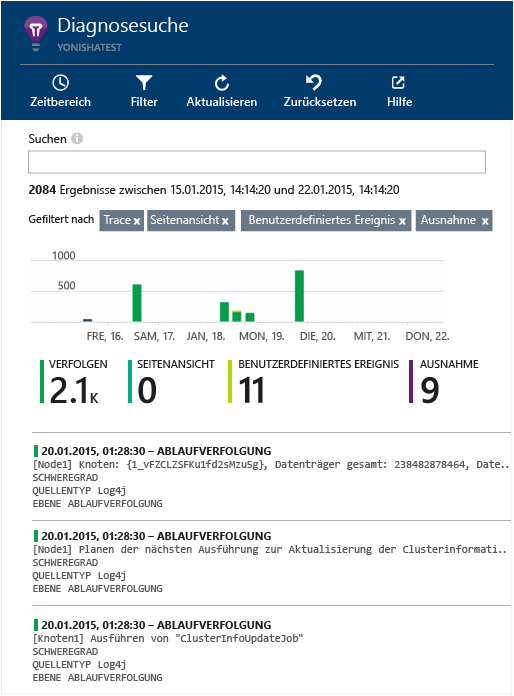 Diagnosesuche
YONISHATEST
Zeitbereich Filter Aktualisieren Zurücksetzen Hilfe
Suchen
2084 Ergebnisse zwischen 15.01.2015, 14:14:20 und 22.01.2015, 14:14:20
Gefiltert nach Trace x Seitenansicht x Benutzerdefiniertes Ereignis x Ausnahme x
1000
500
FRE, 16. SAM, 17. JAN, 18. MON, 19. DIE, 20. MIT, 21. DON, 22.
VERFOLGEN SEITENANSICHT BENUTZERDEFINIERTES EREIGNIS AUSNAHME
2.1K 0 11 9
20.01.2015, 01:28:30 – ABLAUFVERFOLGUNG
[Node1] Knoten: {1_vFZCLZSFKu1fd2sMzu5g}, Datenträger gesamt: 238482878464, Date..
SCHWEREGRAD
QUELLENTYP Log4j
EBENE ABLAUFVERFOLGUNG
20.01.2015, 01:28:30 – ABLAUFVERFOLGUNG
[Node1] Planen der nächsten Ausführung zur Aktualisierung der Clusterinformati..
SCHWEREGRAD
QUELLENTYP Log4j
EBENE ABLAUFVERFOLGUNG
20.01.2015, 01:28:30 – ABLAUFVERFOLGUNG
[Knoten1] Ausführen von "ClusterInfoUpdateJob"
SCHWEREGRAD
QUELLENTYP Log4j
EBENE ABLAUFVERFOLGUNG